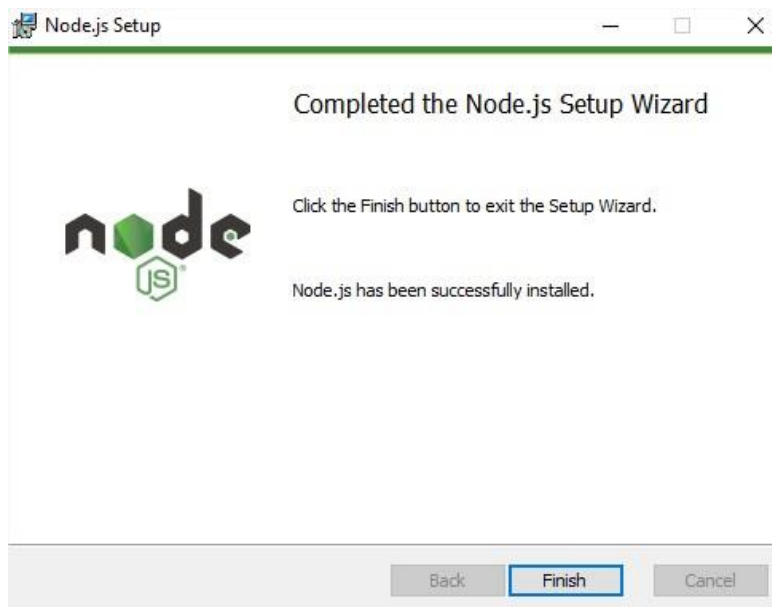 Node.js Setup
Completed the Node.js Setup Wizard
Click the Finish button to exit the Setup Wizard.
node
JS®
Node.js has been successfully installed.
Back Finish Cancel